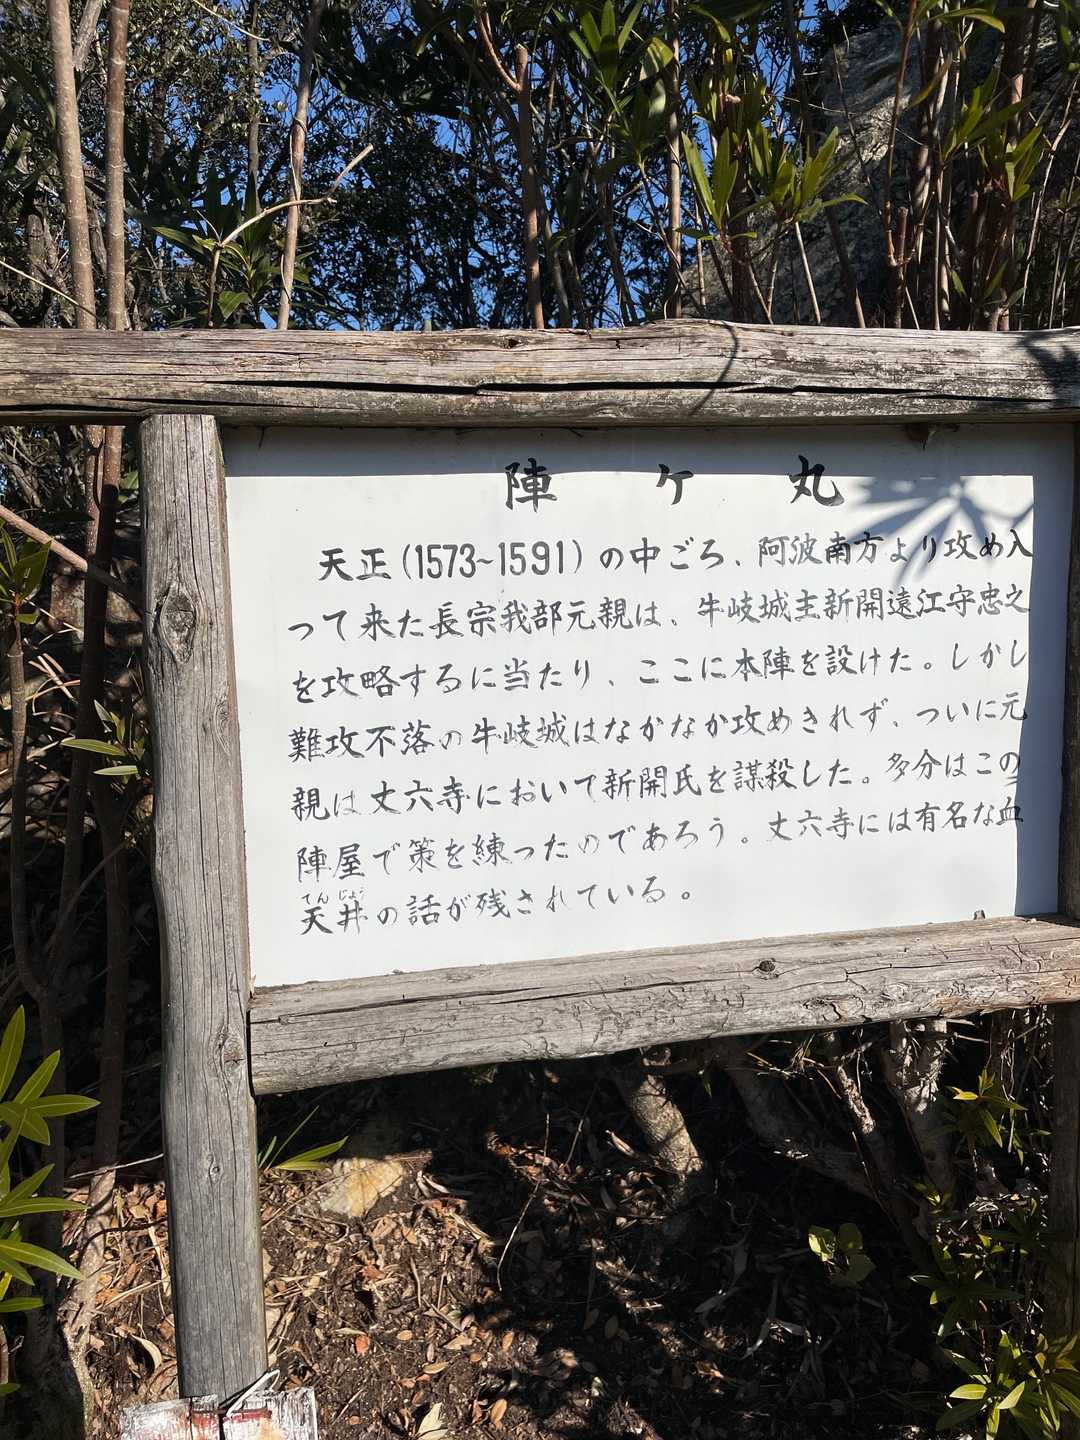 陣ヶ丸
天正(1573~1591)の中ごろ、阿波南方より攻め入
って来た長宗我部元親は、牛岐城主新開遠江守忠之
を攻略するに当たり、ここに本陣を設けた。しかし
難攻不落の牛岐城はなかなか攻めきれず、ついに元
親は丈六寺において新開氏を謀殺した。多分はこの
陣屋で策を練ったのであろう。丈六寺には有名な血
てんじょう
天井の話が残されている。